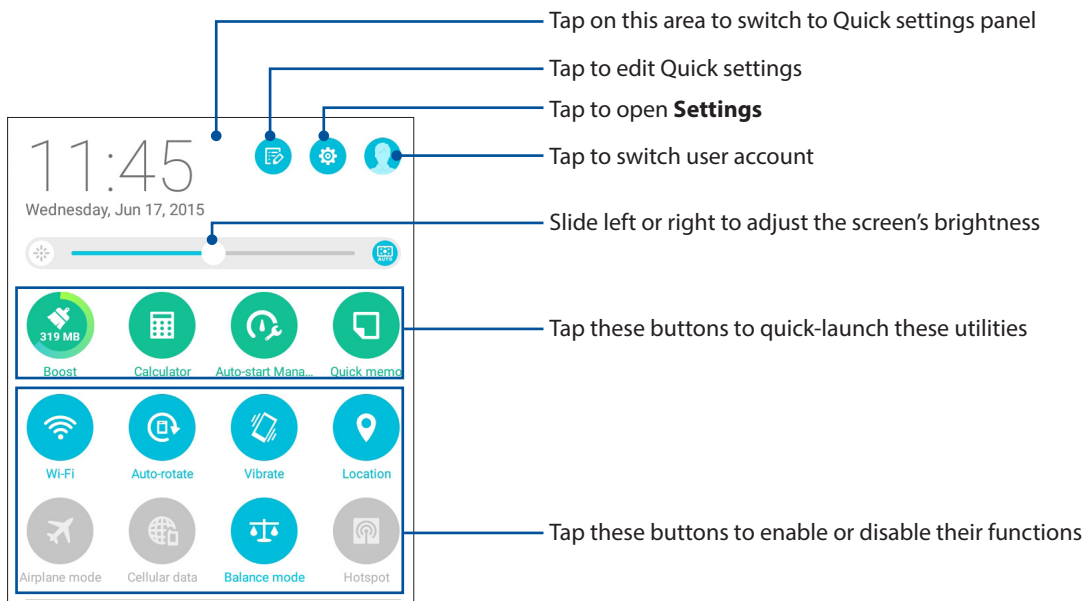 Tap on this area to switch to Quick settings panel
Tap to edit Quick settings
Tap to open Settings
Tap to switch user account
Slide left or right to adjust the screen's brightness
Tap these buttons to quick-launch these utilities
Tap these buttons to enable or disable their functions
11:45
Wednesday, Jun 17, 2015
AUTO
319 MB
Boost
Calculator
Auto-start Mana...
Quick memo
Wi-Fi
Auto-rotate
Vibrate
Location
Airplane mode
Cellular data
Balance mode
Hotspot